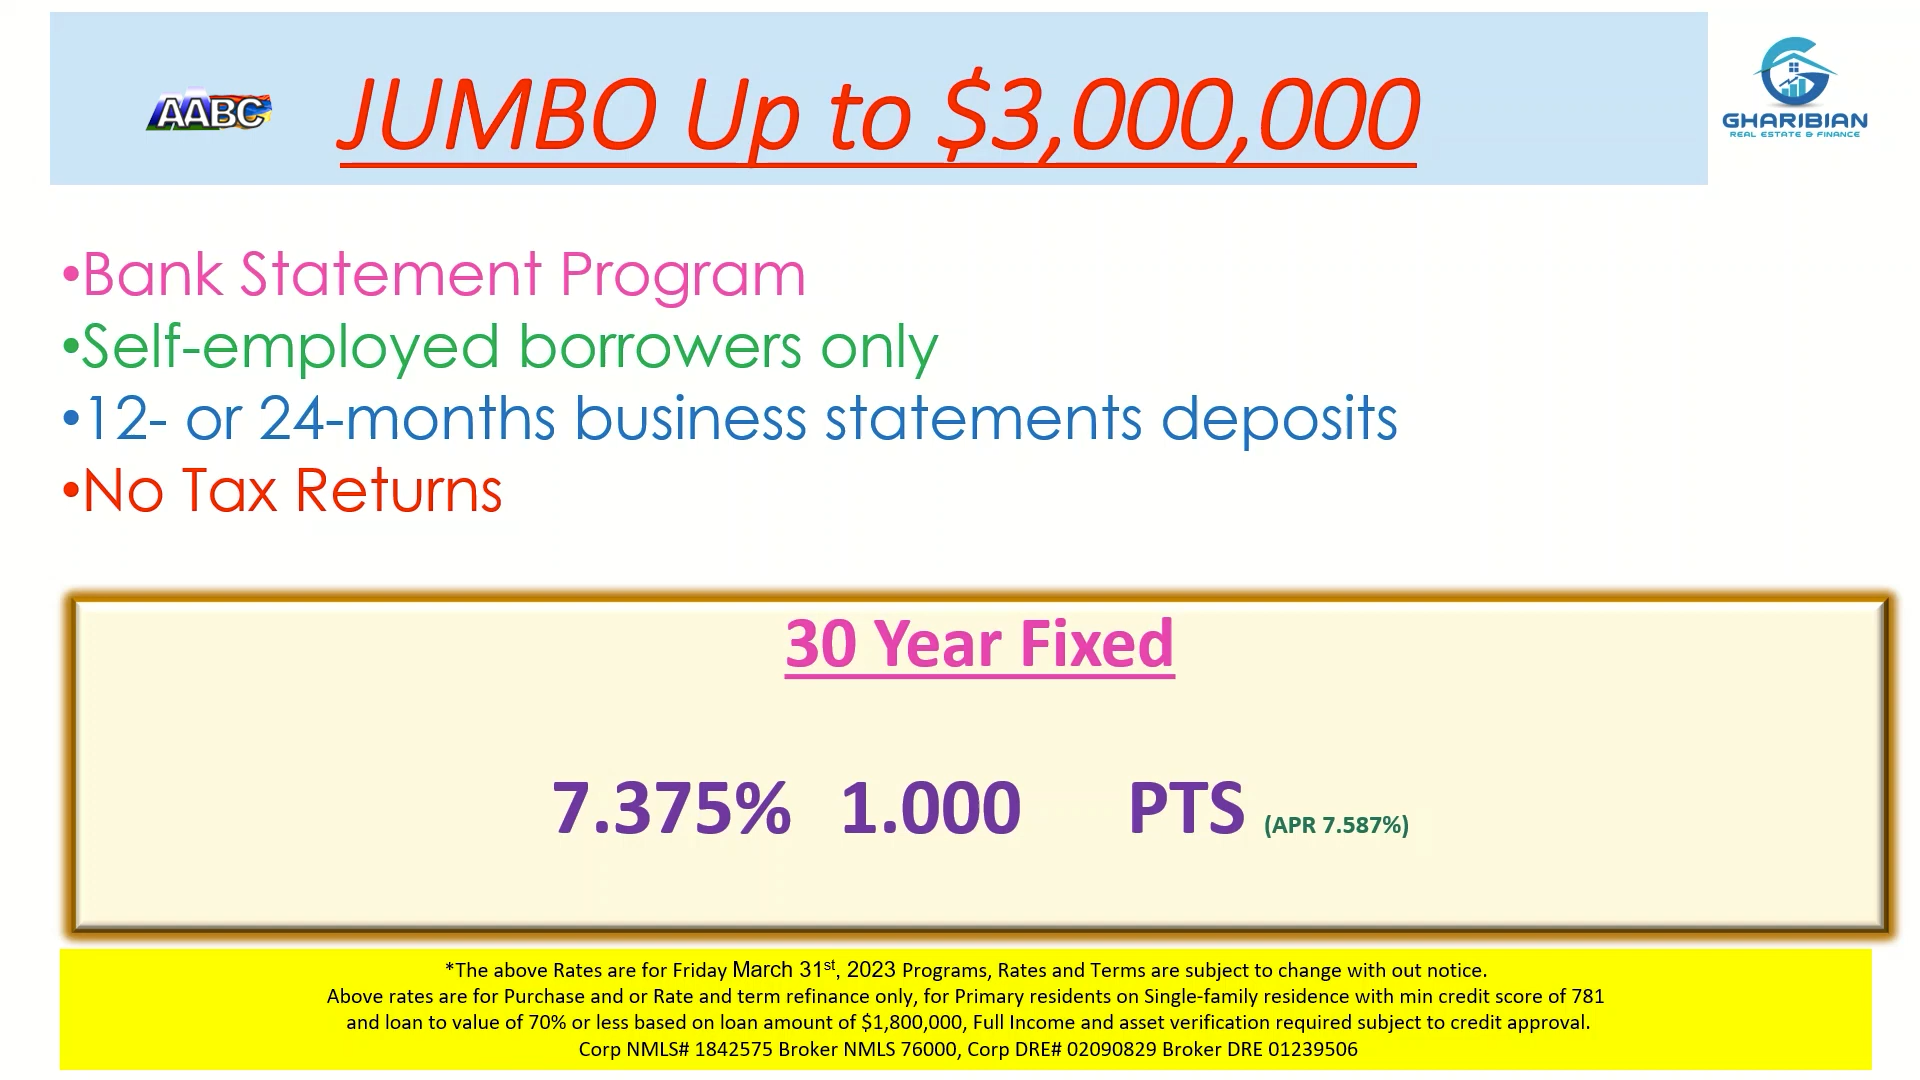 AABC
JUMBO Up to $3,000,000
GHARIBIAN
REAL ESTATE & FINANCE
•Bank Statement Program
•Self-employed borrowers only
•12- or 24-months business statements deposits
•No Tax Returns
30 Year Fixed
7.375% 1.000 PTS (APR 7.587%)
*The above Rates are for Friday March 31st, 2023 Programs, Rates and Terms are subject to change with out notice.
Above rates are for Purchase and or Rate and term refinance only, for Primary residents on Single-family residence with min credit score of 781
and loan to value of 70% or less based on loan amount of $1,800,000, Full Income and asset verification required subject to credit approval.
Corp NMLS# 1842575 Broker NMLS 76000, Corp DRE# 02090829 Broker DRE 01239506